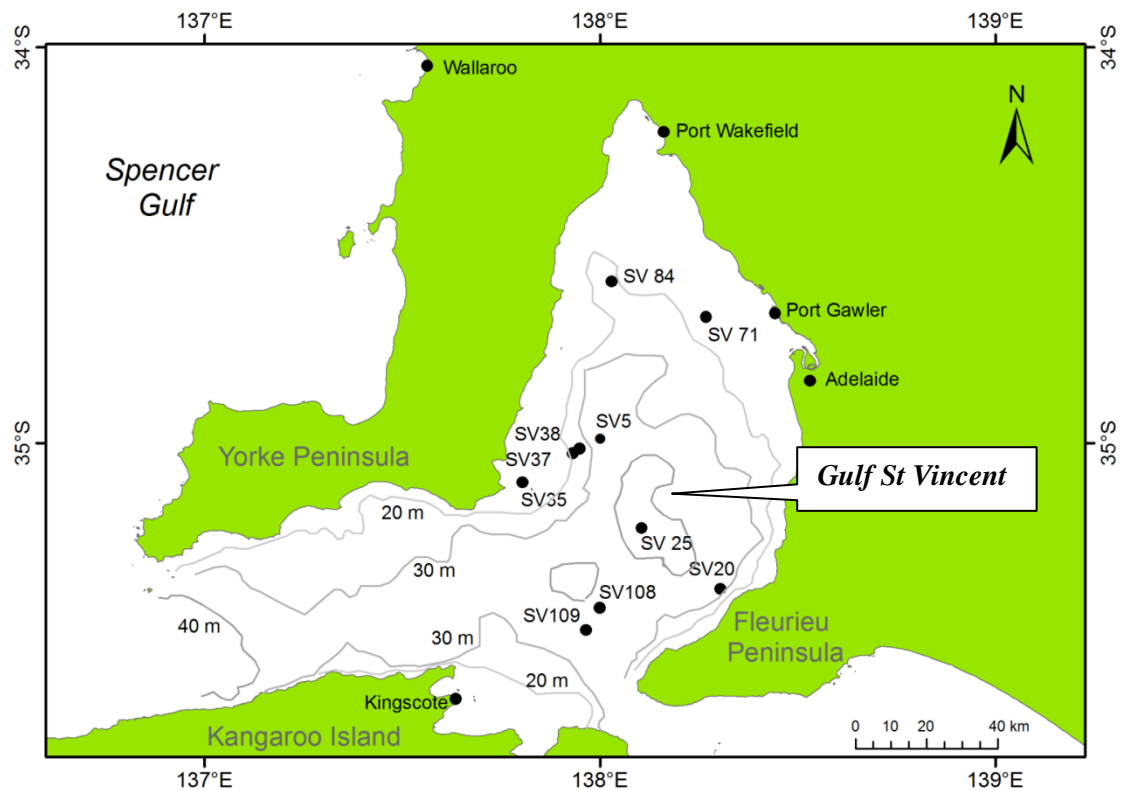 137°E
138°E
139°E
34°S
34°S
Wallaroo
N
Port Wakefield
Spencer
Gulf
SV 84
Port Gawler
SV 71
Adelaide
SV5
SV38
35°S
35°S
Yorke Peninsula
SV37
Gulf St Vincent
SV35
20 m
SV 25
30 m
SV20
SV108
SV109
40 m
30 m
Fleurieu
Peninsula
20 m
Kingscote
0 10 20 40 km
Kangaroo Island
137°E
138°E
139°E